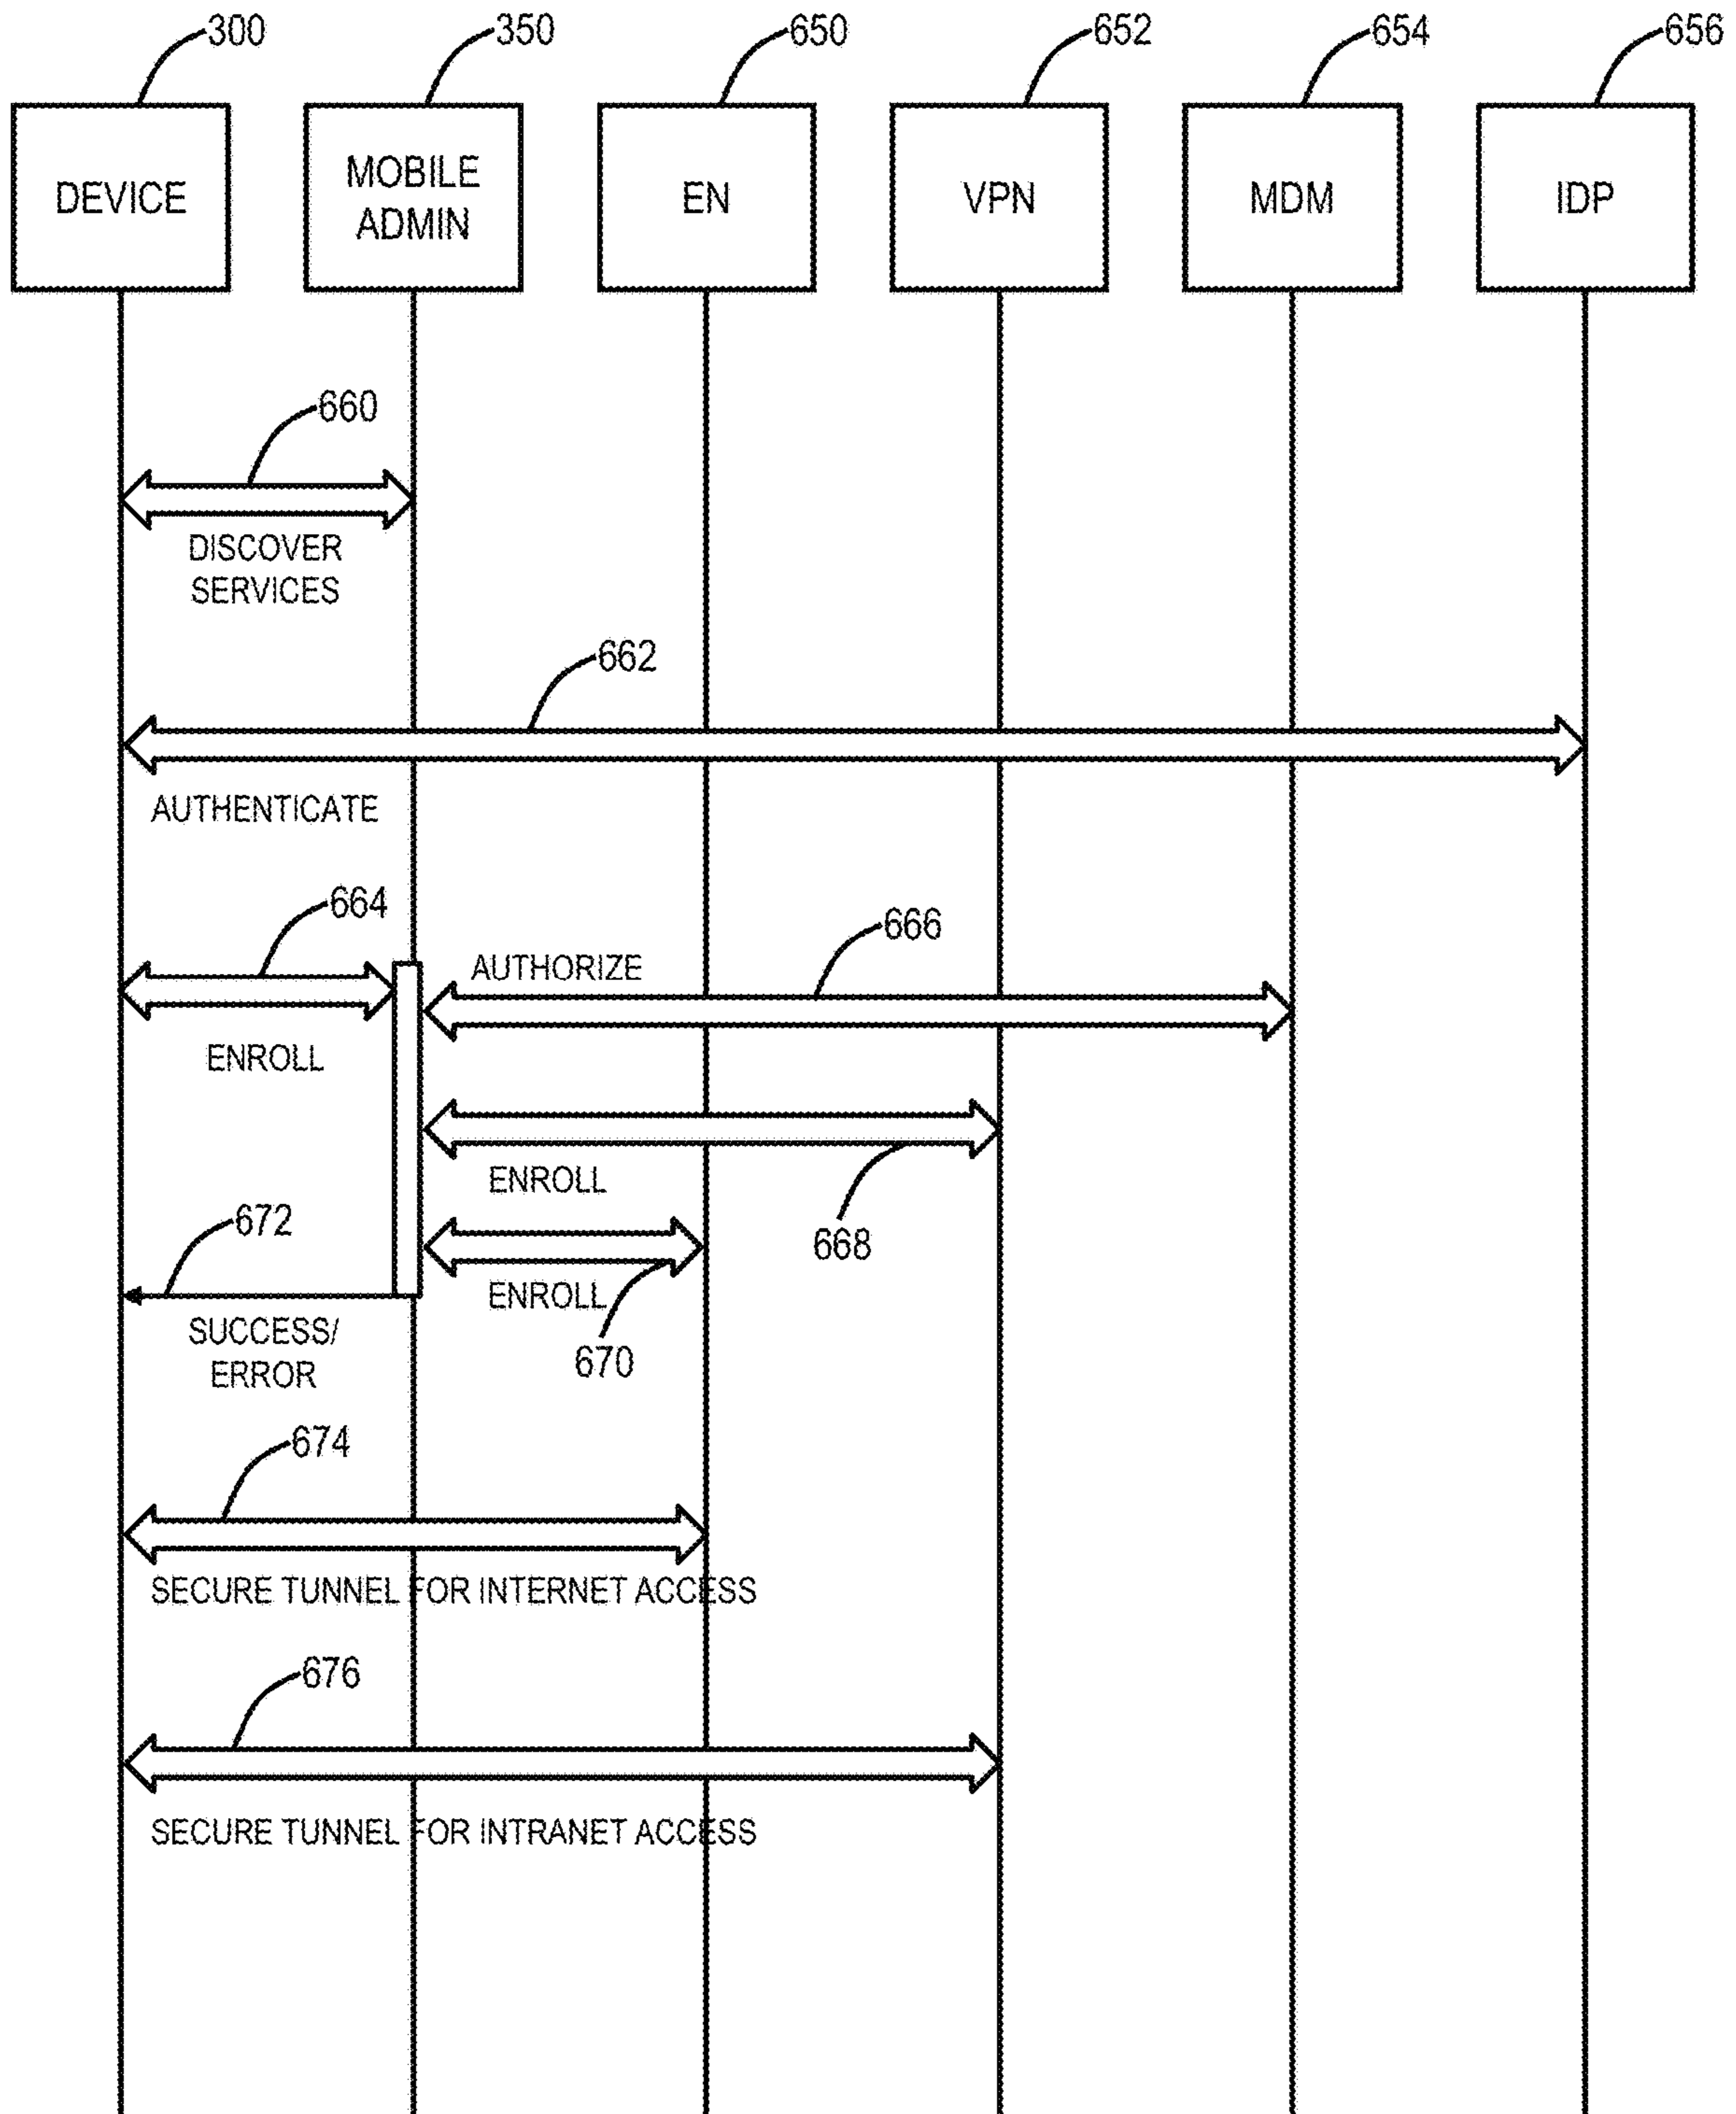 300
350
650
652
654
656
DEVICE
MOBILE
ADMIN
EN
VPN
MDM
IDP
660
DISCOVER
SERVICES
662
AUTHENTICATE
664
666
AUTHORIZE
ENROLL
ENROLL
668
672
ENROLL
SUCCESS/
ERROR
670
674
SECURE TUNNEL FOR INTERNET ACCESS
676
SECURE TUNNEL FOR INTRANET ACCESS